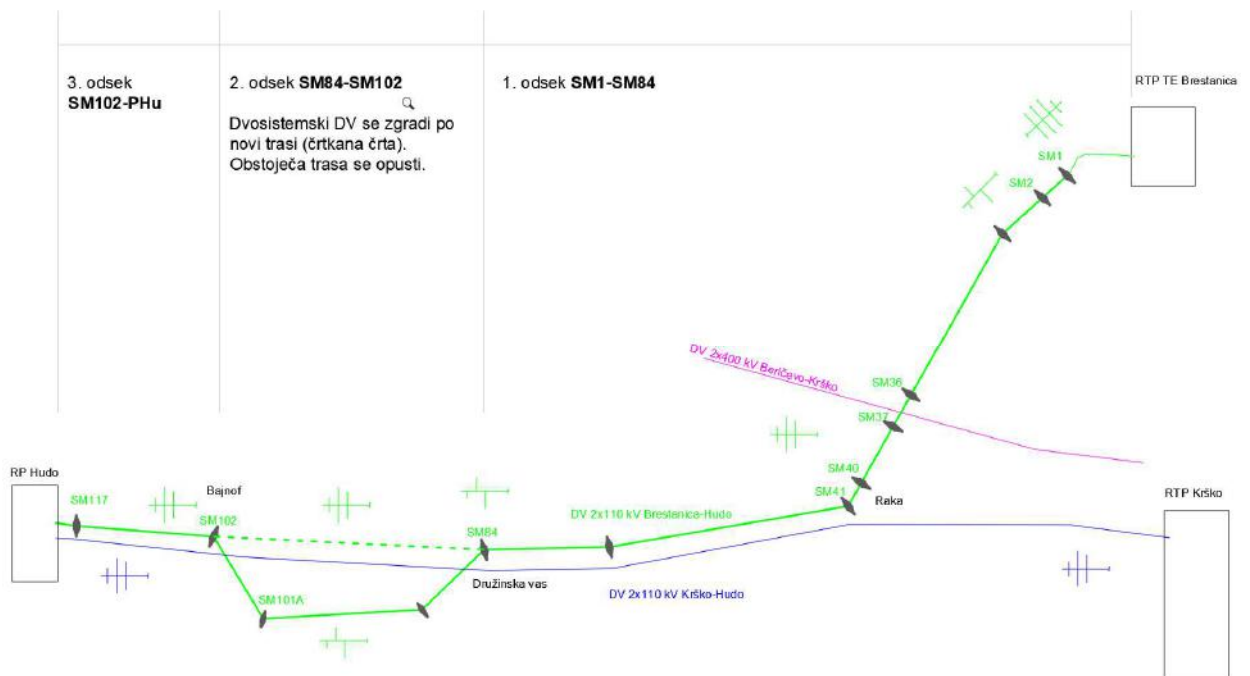 3. odsek
SM102-PHu
2. odsek SM84-SM102
Dvosistemski DV se zgradi po
novi trasi (črtkana črta).
Obstoječa trasa se opusti.
1. odsek SM1-SM84
RTP TE Brestanica
SM1
SM2
DV 2x400 kV Beričevo-Krško
SM36
SM37
SM40
SM41
Raka
RTP Krško
RP Hudo
SM117
Bajnof
SM102
SM84
DV 2x110 kV Brestanica-Hudo
Družinska vas
SM101A
DV 2x110 kV Krško-Hudo